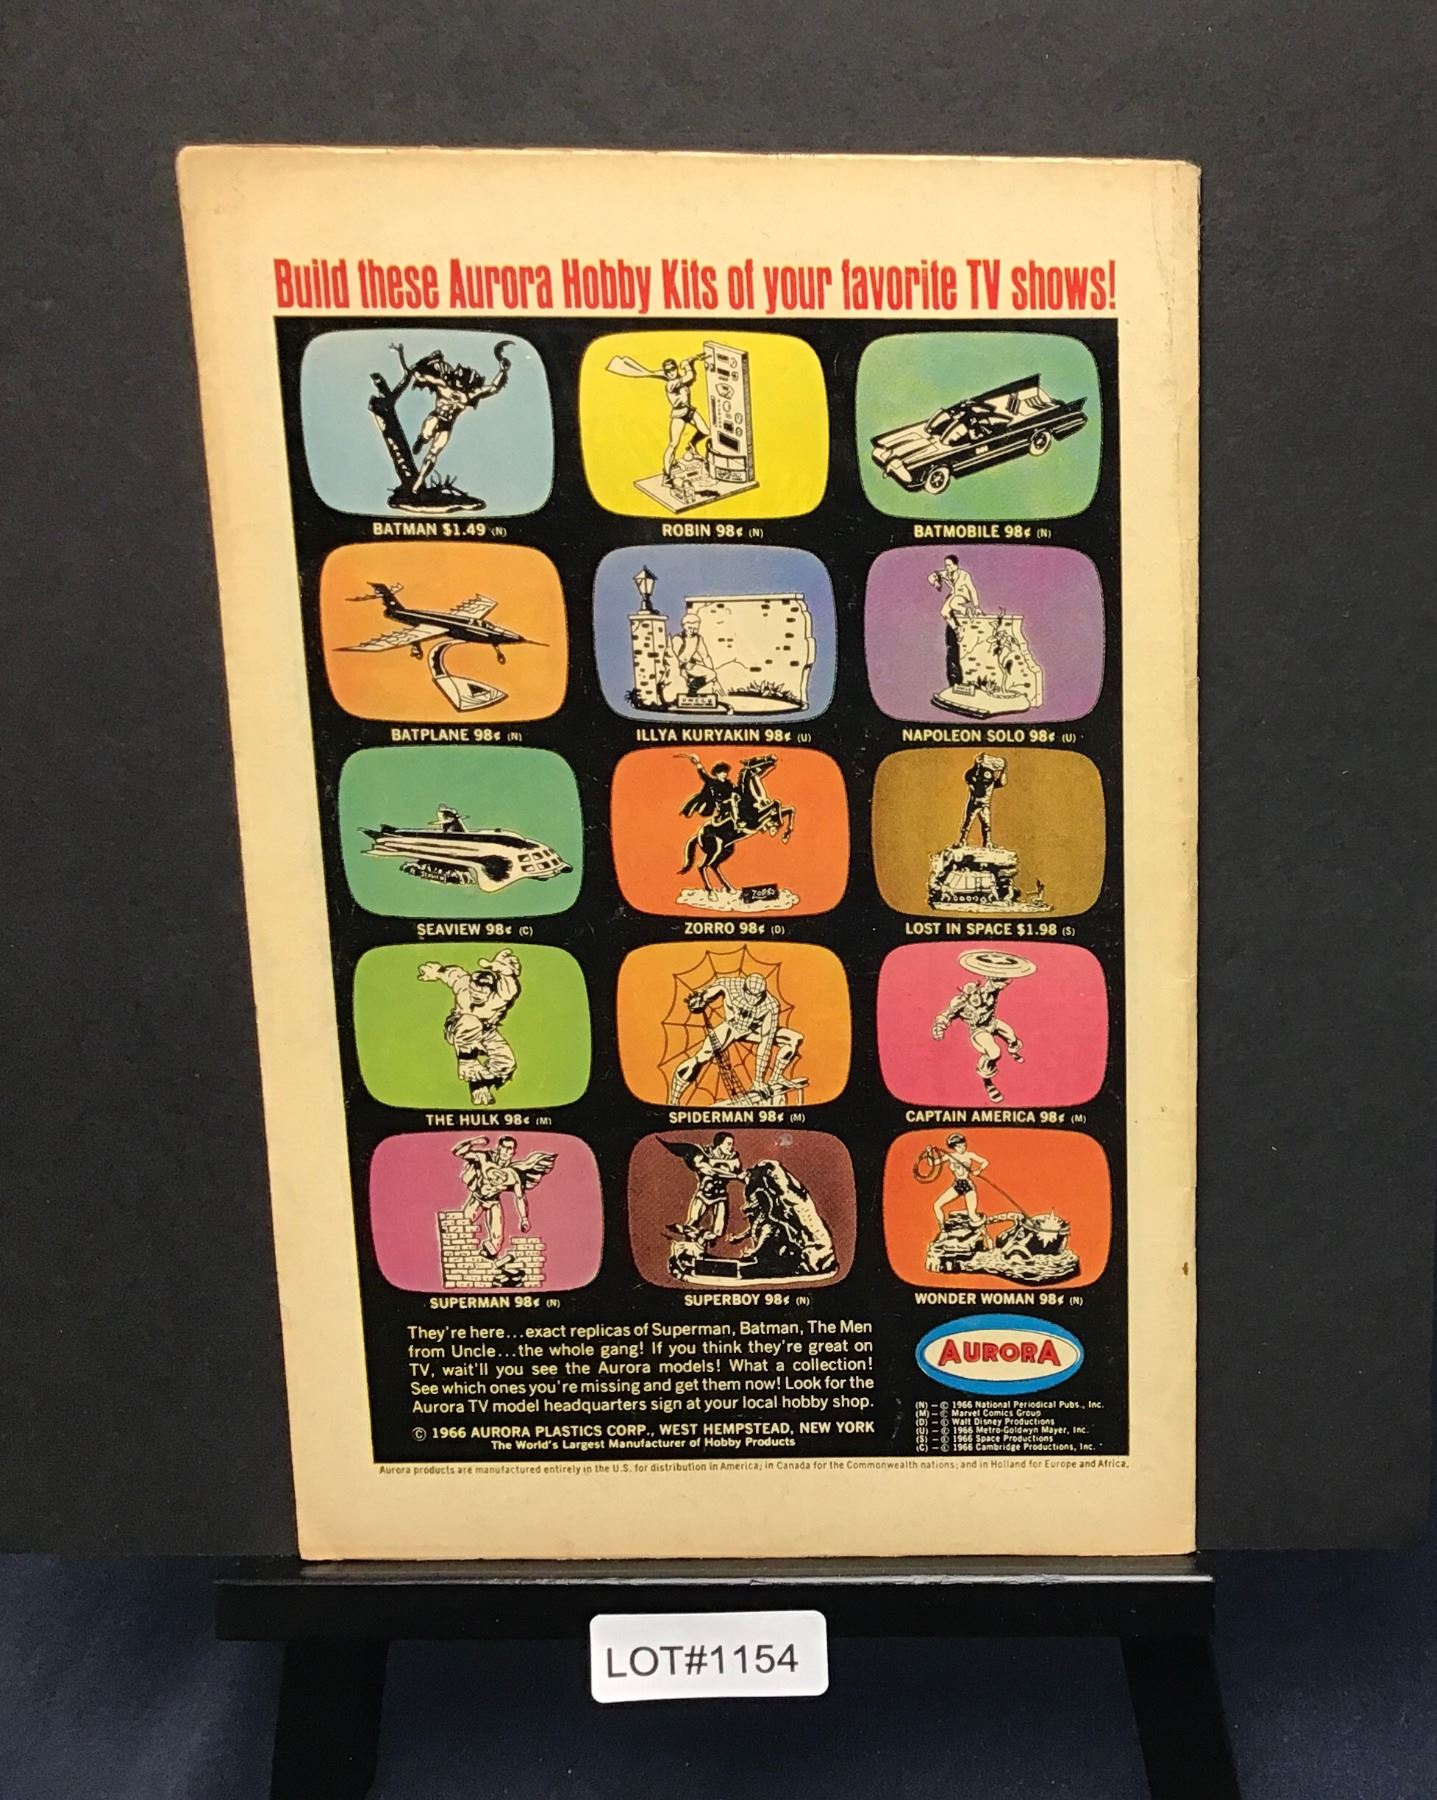 Build these Aurora Hobby Kits of your favorite TV shows!
BATMAN $1.49 (N)
ROBIN 98¢ (N)
BATMOBILE 98¢ (N)
BATPLANE 98¢ (N)
ILLYA KURYAKIN 98¢ (U)
NAPOLEON SOLO 98¢ (U)
SEAVIEW 98¢ (C)
ZORRO
ZORRO 98¢ (D)
LOST IN SPACE $1.98 (S)
THE HULK 98¢ (M)
SPIDERMAN 98¢ (M)
CAPTAIN AMERICA 98¢ (M)
SUPERMAN 98¢ (N)
SUPERBOY 98¢ (N)
WONDER WOMAN 98¢ (N)
They're here...exact replicas of Superman, Batman, The Men
from Uncle...the whole gang! If you think they're great on
TV, wait'll you see the Aurora models! What a collection!
See which ones you're missing and get them now! Look for the
Aurora TV model headquarters sign at your local hobby shop.
© 1966 AURORA PLASTICS CORP., WEST HEMPSTEAD, NEW YORK
The World's Largest Manufacturer of Hobby Products
AURORA
(N) – © 1966 National Periodical Pubs., Inc.
(M) – © Marvel Comics Group
(D) – © Walt Disney Productions
(U) – © 1966 Metro-Goldwyn Mayer, Inc.
(S) – © 1966 Space Productions
(C) – © 1966 Cambridge Productions, Inc.
Aurora products are manufactured entirely in the U.S. for distribution in America; in Canada for the Commonwealth nations; and in Holland for Europe and Africa.
LOT#1154